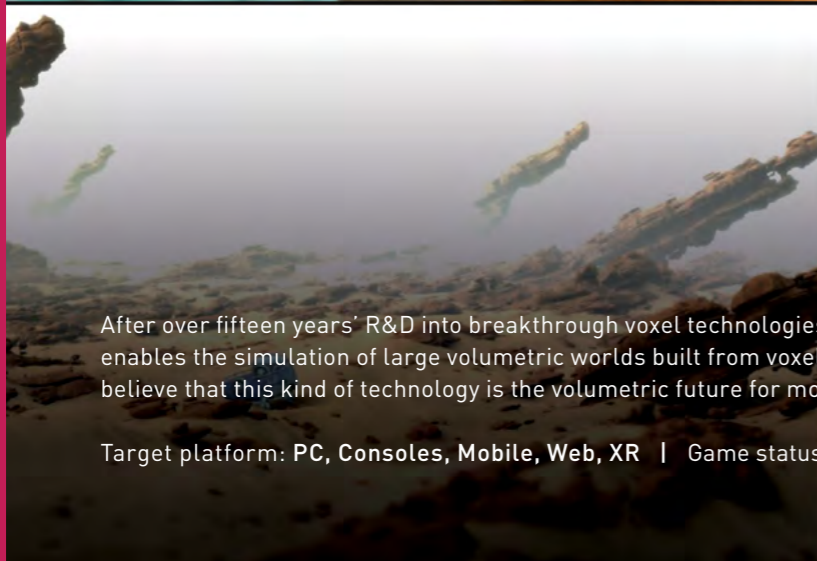 After over fifteen years’ R&D into breakthrough voxel technologies
enables the simulation of large volumetric worlds built from voxel
believe that this kind of technology is the volumetric future for mo
Target platform: PC, Consoles, Mobile, Web, XR | Game status